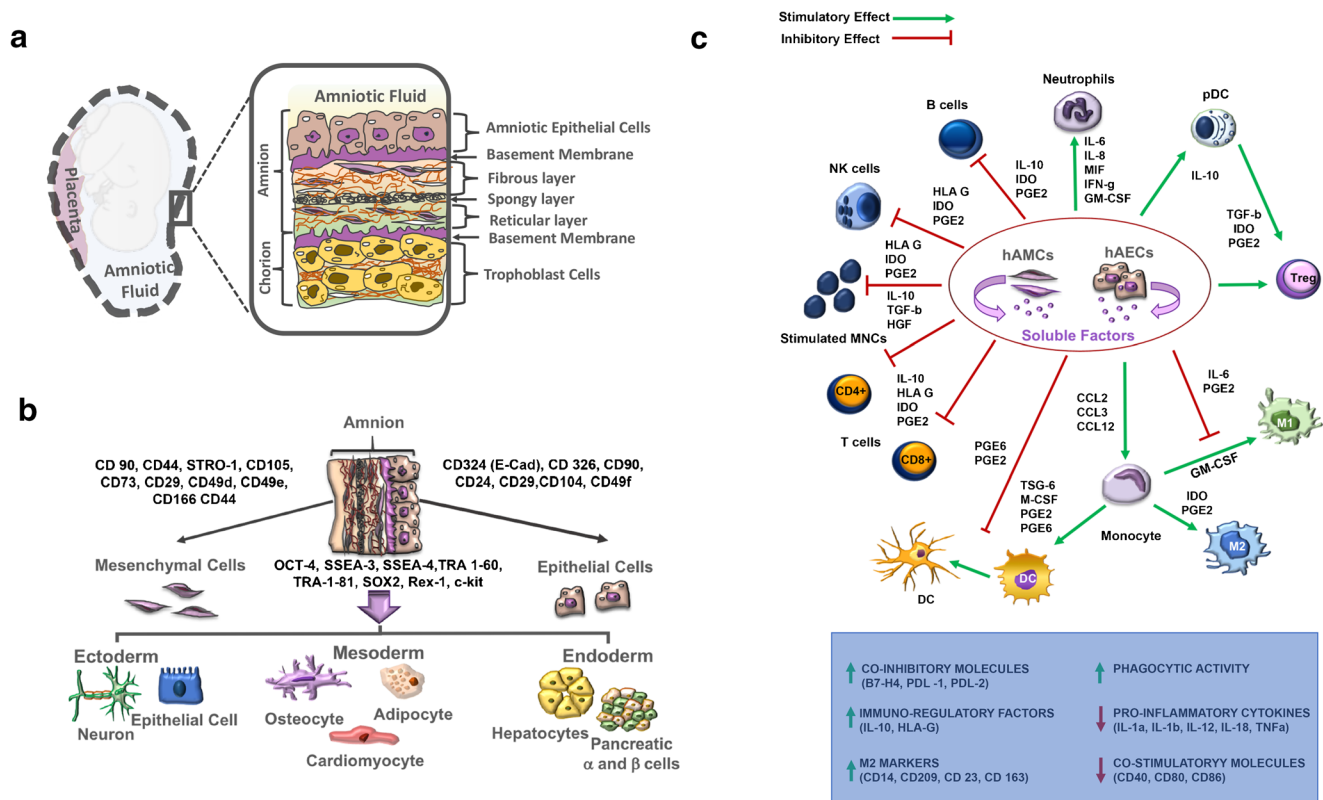 a
Amniotic Fluid
Amnion
Chorion
Amniotic Epithelial Cells
Basement Membrane
Fibrous layer
Spongy layer
Reticular layer
Basement Membrane
Trophoblast Cells
Placenta
Amniotic
Fluid
b
Amnion
CD 90, CD44, STRO-1, CD105,
CD73, CD29, CD49d, CD49e,
CD166 CD44
CD324 (E-Cad), CD 326, CD90,
CD24, CD29,CD104, CD49f
Mesenchymal Cells
OCT-4, SSEA-3, SSEA-4,TRA 1-60,
TRA-1-81, SOX2, Rex-1, c-kit
Epithelial Cells
Ectoderm
Neuron
Epithelial Cell
Mesoderm
Osteocyte
Adipocyte
Cardiomyocyte
Endoderm
Hepatocytes
Pancreatic
α and β cells
c
Stimulatory Effect
Inhibitory Effect
Neutrophils
B cells
pDC
NK cells
IL-6
IL-8
MIF
IFN-g
GM-CSF
IL-10
IDO
PGE2
IL-10
HLA G
IDO
PGE2
TGF-b
IDO
PGE2
HLA G
IDO
PGE2
IL-10
TGF-b
HGF
hAMCs
hAECs
Soluble Factors
Treg
Stimulated MNCs
CD4+
IL-10
HLA G
IDO
PGE2
T cells
CD8+
PGE6
PGE2
CCL2
CCL3
CCL12
IL-6
PGE2
M1
GM-CSF
TSG-6
M-CSF
PGE2
PGE6
Monocyte
IDO
PGE2
M2
DC
DC
CO-INHIBITORY MOLECULES
(B7-H4, PDL -1, PDL-2)
IMMUNO-REGULATORY FACTORS
(IL-10, HLA-G)
M2 MARKERS
(CD14, CD209, CD 23, CD 163)
PHAGOCYTIC ACTIVITY
PRO-INFLAMMATORY CYTOKINES
(IL-1a, IL-1b, IL-12, IL-18, TNFa)
CO-STIMULATORYY MOLECULES
(CD40, CD80, CD86)